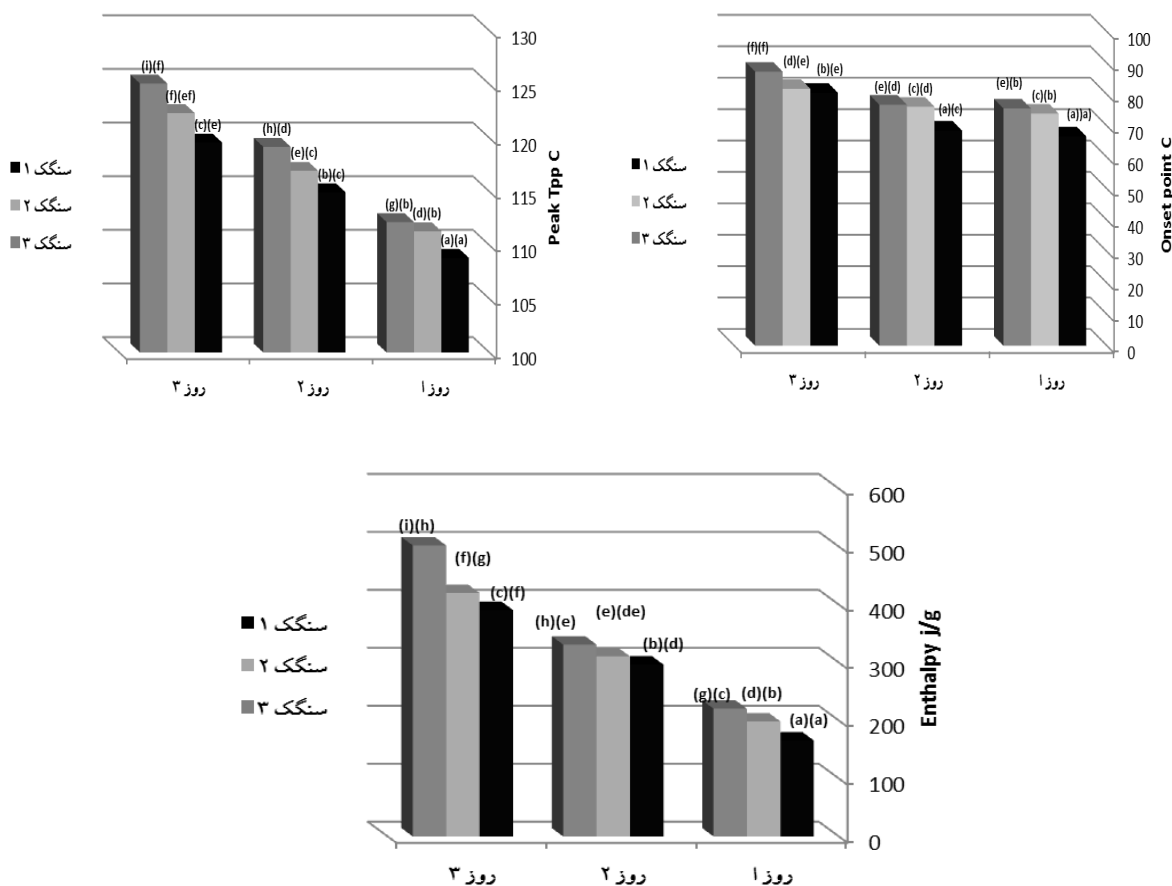 130
125
120
115
110
105
100
Peak Tpp C
(i)(f)
(f)(ef)
(c)(e)
(h)(d)
(e)(c)
(b)(c)
(g)(b)
(d)(b)
(a)(a)
سنگک ۱
سنگک ۲
سنگک ۳
روز ۱
روز ۲
روز ۳
100
90
80
70
60
50
40
30
20
10
0
Onset point C
(f)(f)
(d)(e)
(b)(e)
(e)(d)
(c)(d)
(a)(c)
(e)(b)
(c)(b)
(a))a)
سنگک ۱
سنگک ۲
سنگک ۳
روز ۱
روز ۲
روز ۳
600
500
400
300
200
100
0
Enthalpy j/g
(i)(h)
(f)(g)
(c)(f)
(h)(e)
(e)(de)
(b)(d)
(g)(c)
(d)(b)
(a)(a)
سنگک ۱
سنگک ۲
سنگک ۳
روز ۱
روز ۲
روز ۳